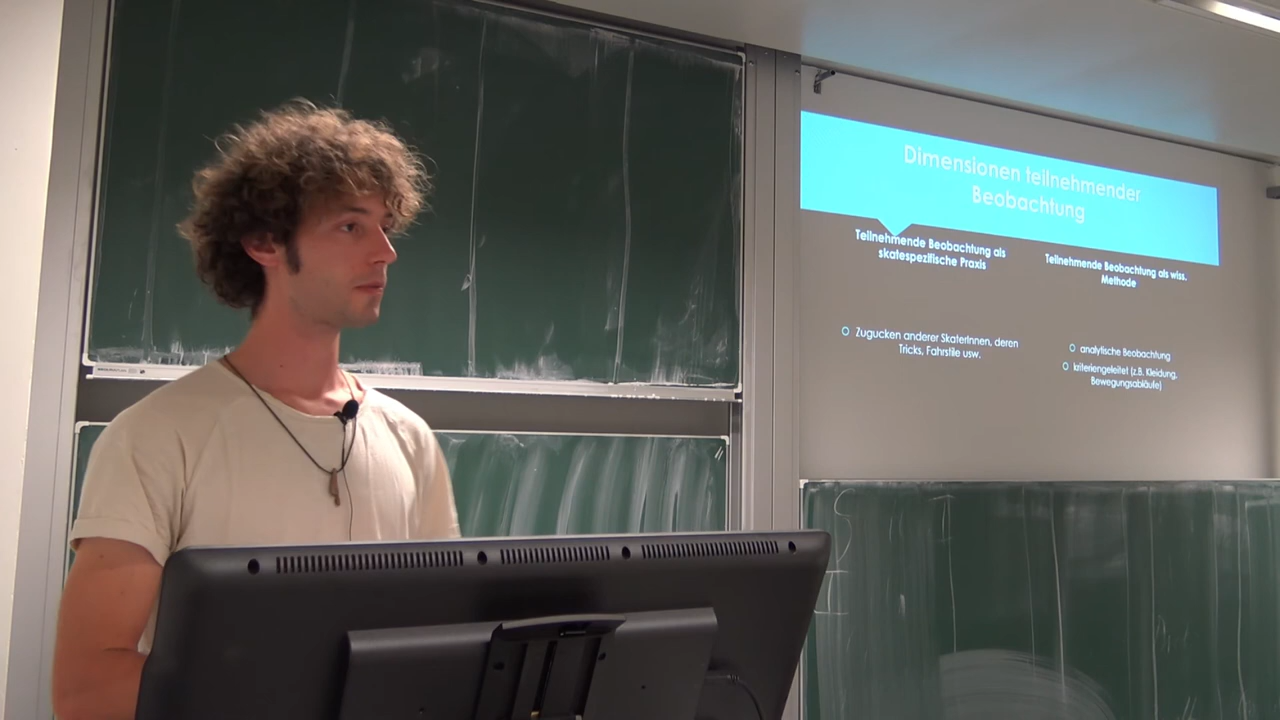 Dimensionen teilnehmender
Beobachtung
Teilnehmende Beobachtung als
skatespezifische Praxis
Zugucken anderer SkaterInnen, deren
Tricks, Fahrstile usw.
Teilnehmende Beobachtung als wiss.
Methode
analytische Beobachtung
kriteriengeleitet (z.B. Kleidung,
Bewegungsabläufe)